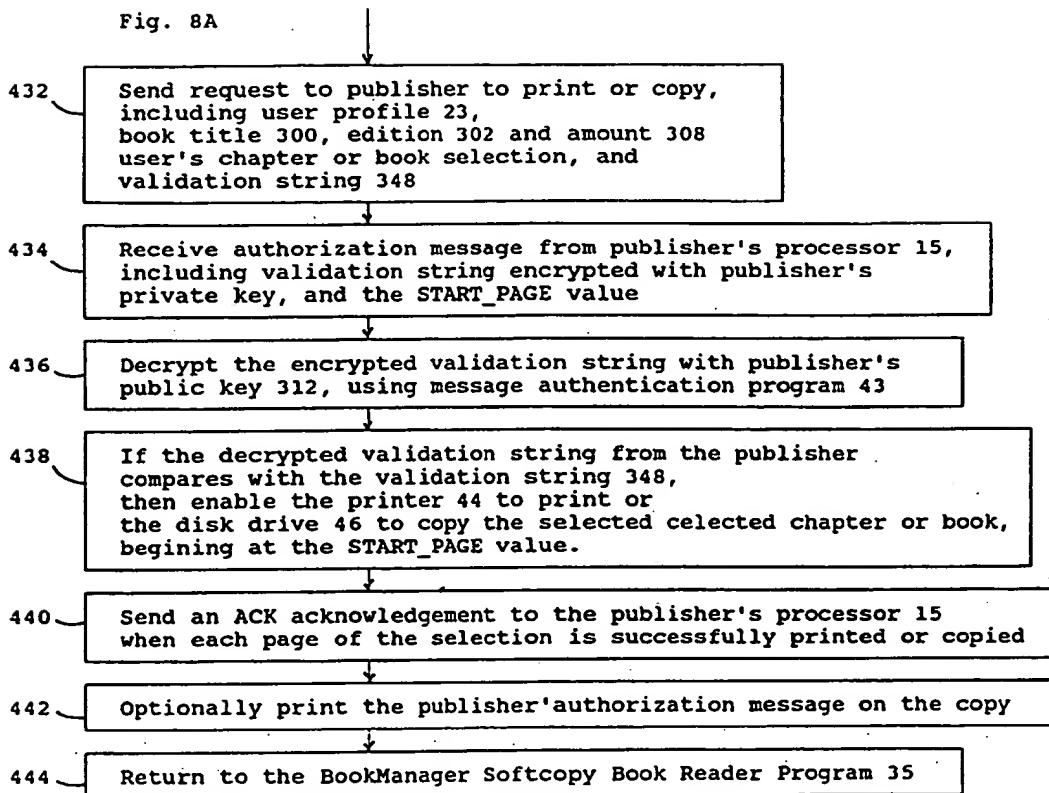 Fig. 8A
432
Send request to publisher to print or copy,
including user profile 23,
book title 300, edition 302 and amount 308
user's chapter or book selection, and
validation string 348
434
Receive authorization message from publisher's processor 15,
including validation string encrypted with publisher's
private key, and the START_PAGE value
436
Decrypt the encrypted validation string with publisher's
public key 312, using message authentication program 43
438
If the decrypted validation string from the publisher
compares with the validation string 348,
then enable the printer 44 to print or
the disk drive 46 to copy the selected celected chapter or book,
begining at the START_PAGE value.
440
Send an ACK acknowledgement to the publisher's processor 15
when each page of the selection is successfully printed or copied
442
Optionally print the publisher'authorization message on the copy
444
Return to the BookManager Softcopy Book Reader Program 35